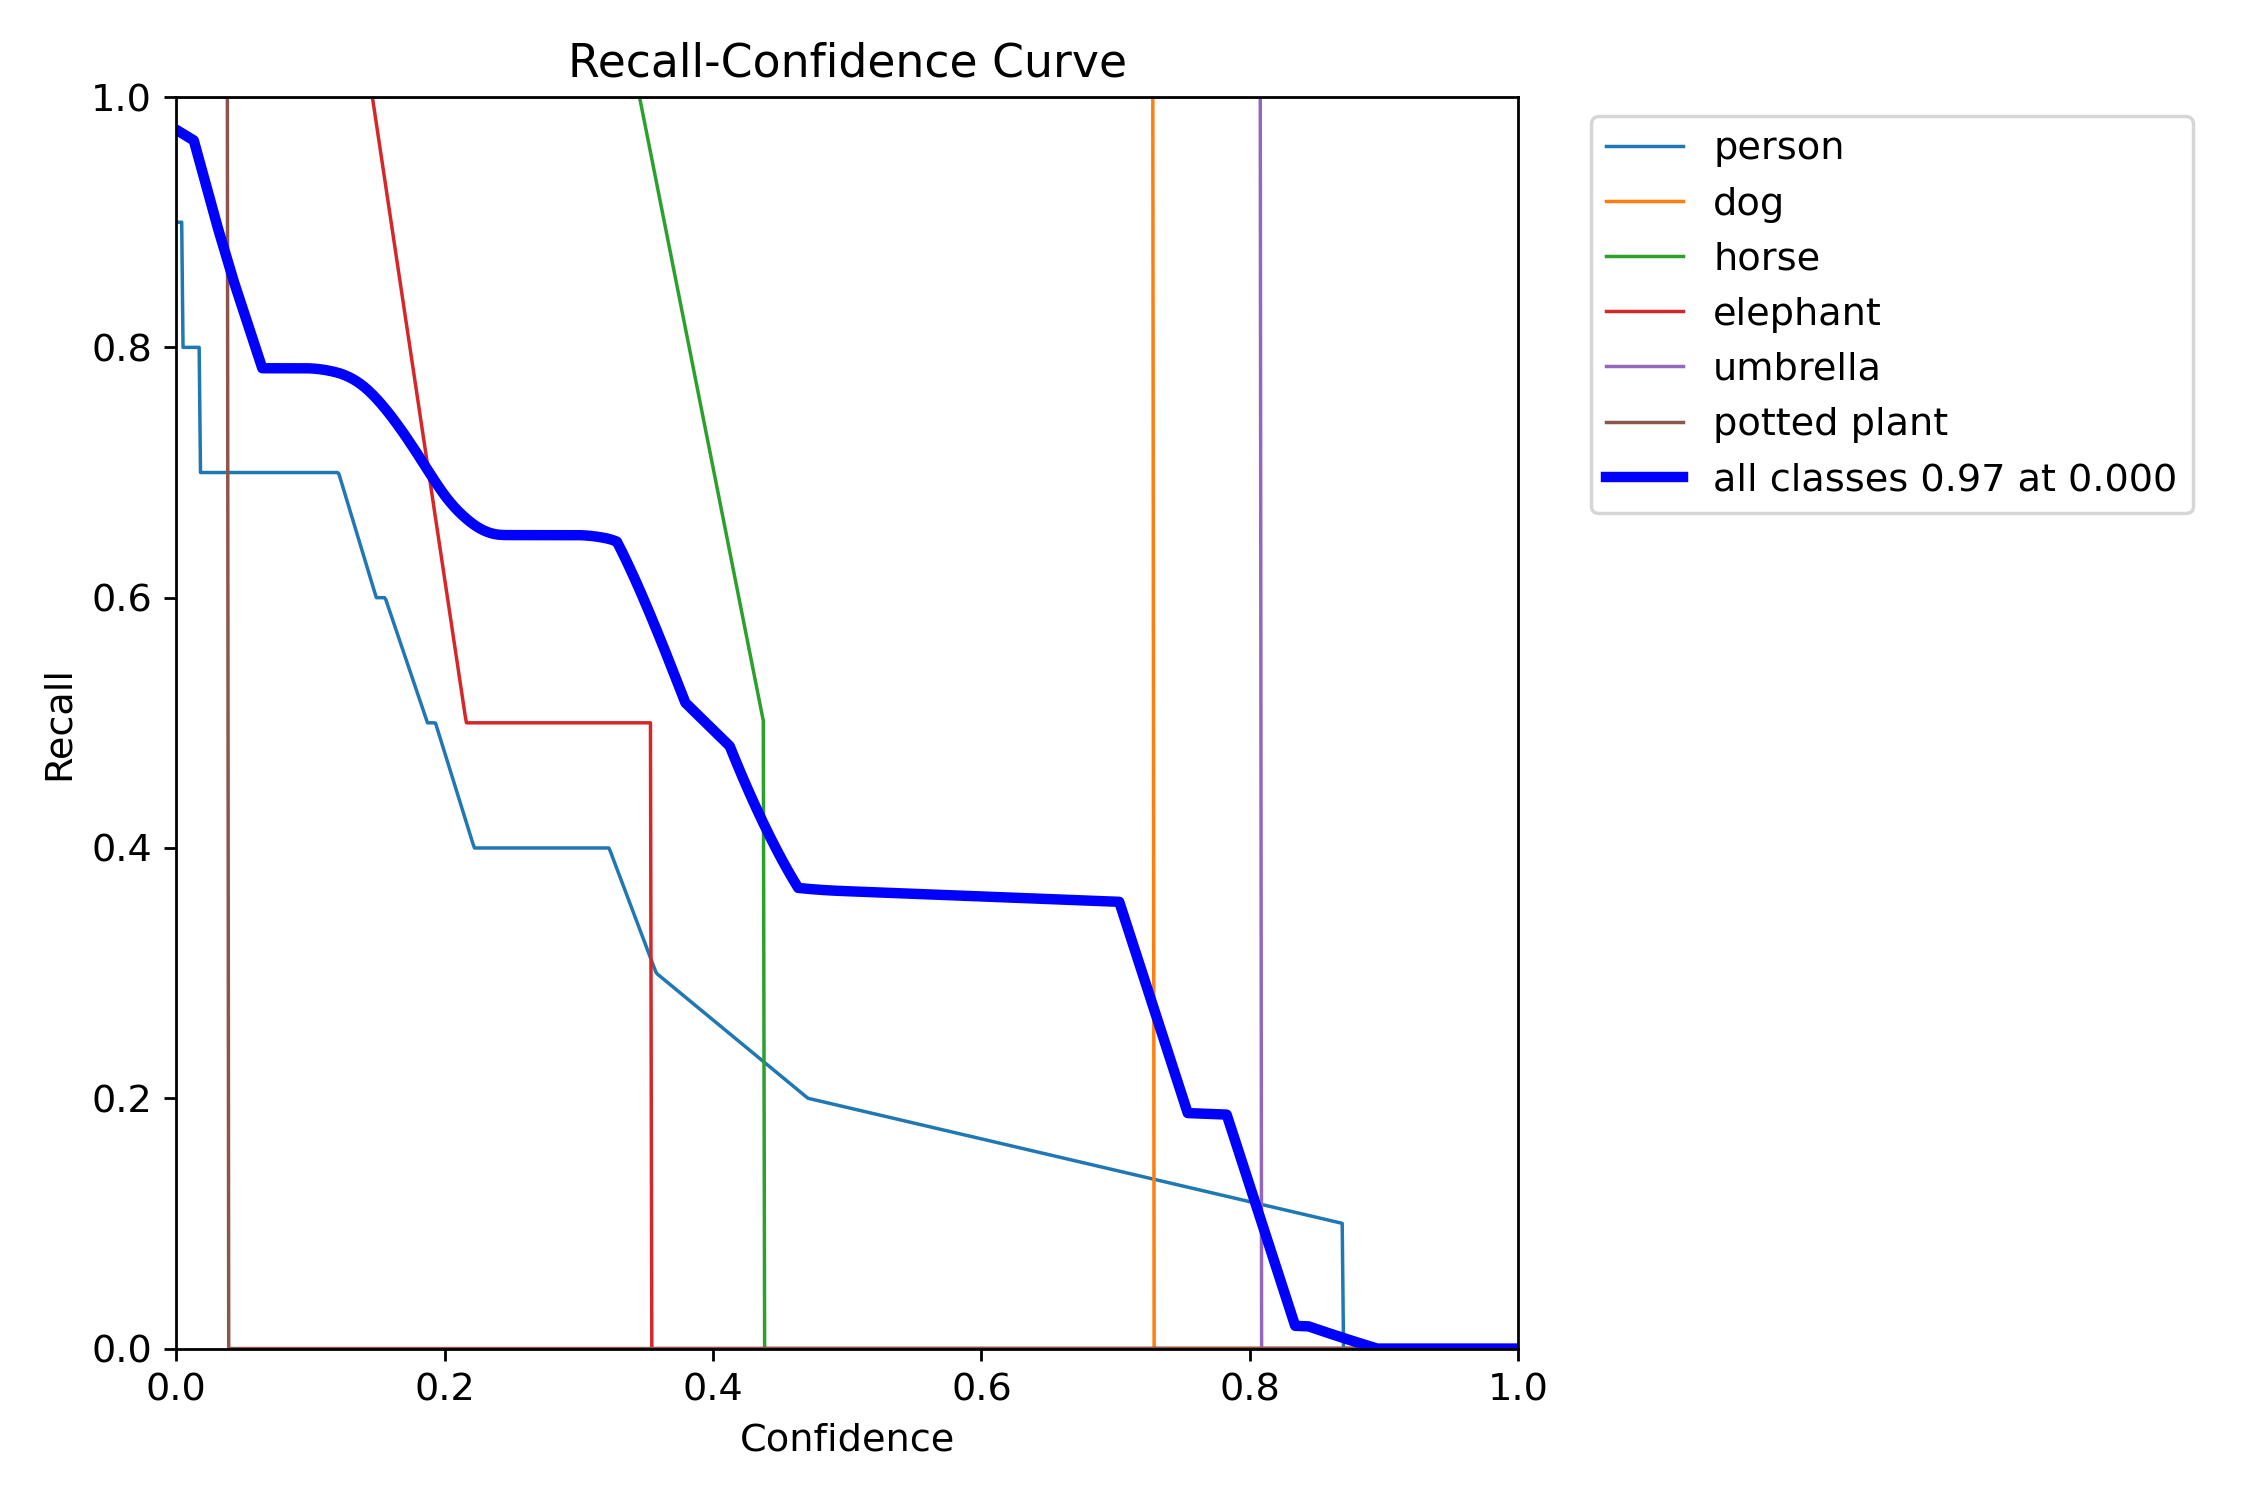 Recall-Confidence Curve
1.0
0.8
0.6
0.4
0.2
0.0
Recall
0.0 0.2 0.4 0.6 0.8 1.0
Confidence
person
dog
horse
elephant
umbrella
potted plant
all classes 0.97 at 0.000